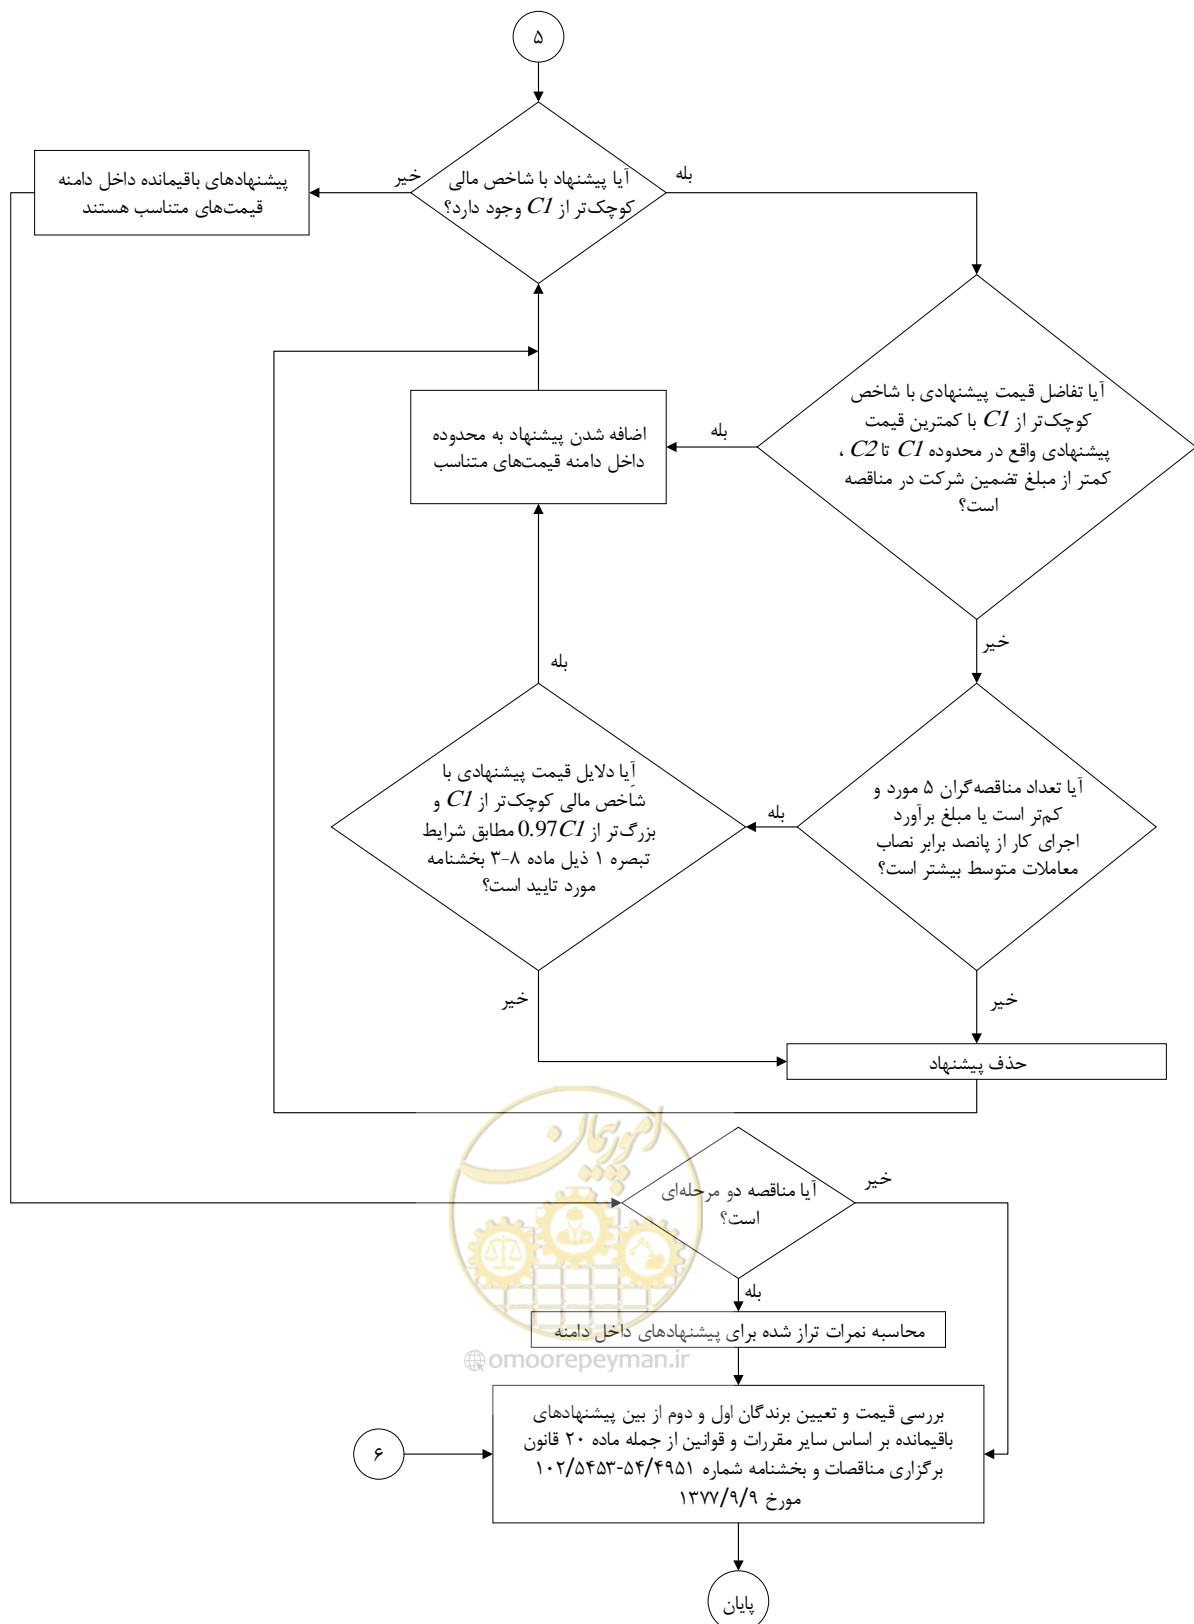 ۵
آیا پیشنهاد با شاخص مالی
کوچک‌تر از C1 وجود دارد؟
خیر
بله
پیشنهادهای باقیمانده داخل دامنه
قیمت‌های متناسب هستند
آیا تفاضل قیمت پیشنهادی با شاخص
کوچک‌تر از C1 با کمترین قیمت
پیشنهادی واقع در محدوده C1 تا C2 ،
کمتر از مبلغ تضمین شرکت در مناقصه
است؟
بله
اضافه شدن پیشنهاد به محدوده
داخل دامنه قیمت‌های متناسب
خیر
بله
آیا تعداد مناقصه‌گران ۵ مورد و
کم‌تر است یا مبلغ برآورد
اجرای کار از پانصد برابر نصاب
معاملات متوسط بیشتر است؟
بله
آیا دلایل قیمت پیشنهادی با
شاخص مالی کوچک‌تر از C1 و
بزرگ‌تر از 0.97C1 مطابق شرایط
تبصره ۱ ذیل ماده ۸-۳ بخشنامه
مورد تایید است؟
خیر
خیر
حذف پیشنهاد
امور پیمان
آیا مناقصه دو مرحله‌ای
است؟
خیر
بله
محاسبه نمرات تراز شده برای پیشنهادهای داخل دامنه
omoorepeyman.ir
بررسی قیمت و تعیین برندگان اول و دوم از بین پیشنهادهای
باقیمانده بر اساس سایر مقررات و قوانین از جمله ماده ۲۰ قانون
برگزاری مناقصات و بخشنامه شماره ۱۰۲/۵۴۵۳-۵۴/۴۹۵۱
مورخ ۱۳۷۷/۹/۹
۶
پایان